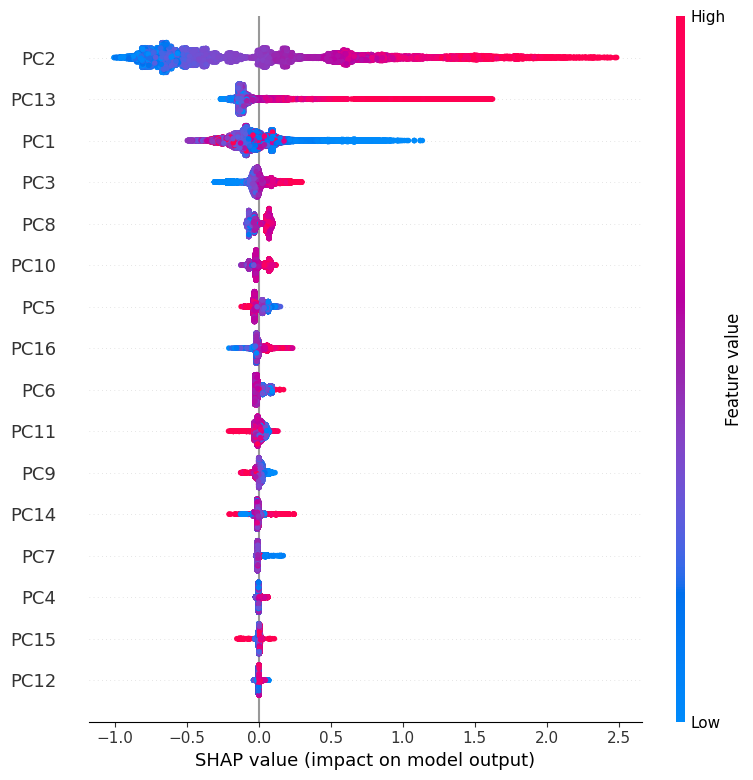 High
PC2
PC13
PC1
PC3
PC8
PC10
PC5
PC16
PC6
PC11
PC9
PC14
PC7
PC4
PC15
PC12
Feature value
Low
−1.0 −0.5 0.0 0.5 1.0 1.5 2.0 2.5
SHAP value (impact on model output)